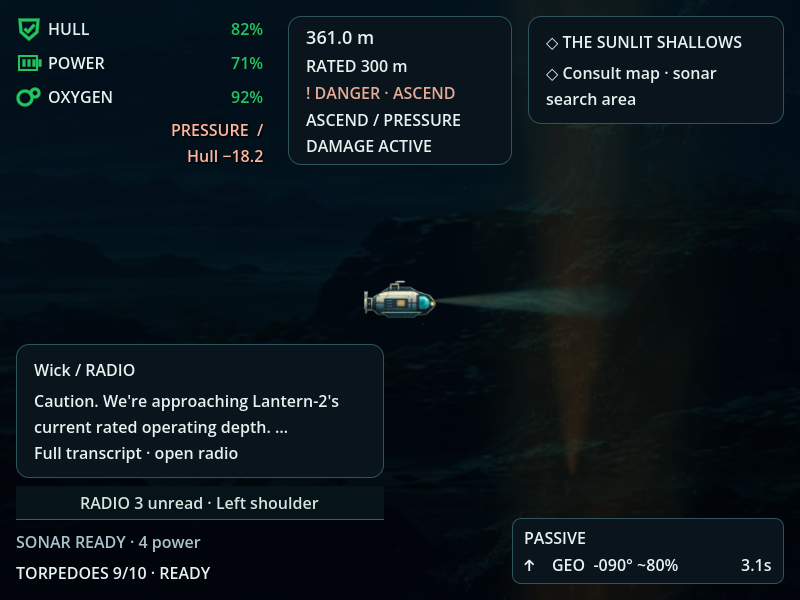 HULL 82%
POWER 71%
OXYGEN 92%
PRESSURE /
Hull −18.2
361.0 m
RATED 300 m
! DANGER · ASCEND
ASCEND / PRESSURE
DAMAGE ACTIVE
◇ THE SUNLIT SHALLOWS
◇ Consult map · sonar
search area
Wick / RADIO
Caution. We're approaching Lantern-2's
current rated operating depth. ...
Full transcript · open radio
RADIO 3 unread · Left shoulder
SONAR READY · 4 power
TORPEDOES 9/10 · READY
PASSIVE
↑ GEO -090° ~80% 3.1s